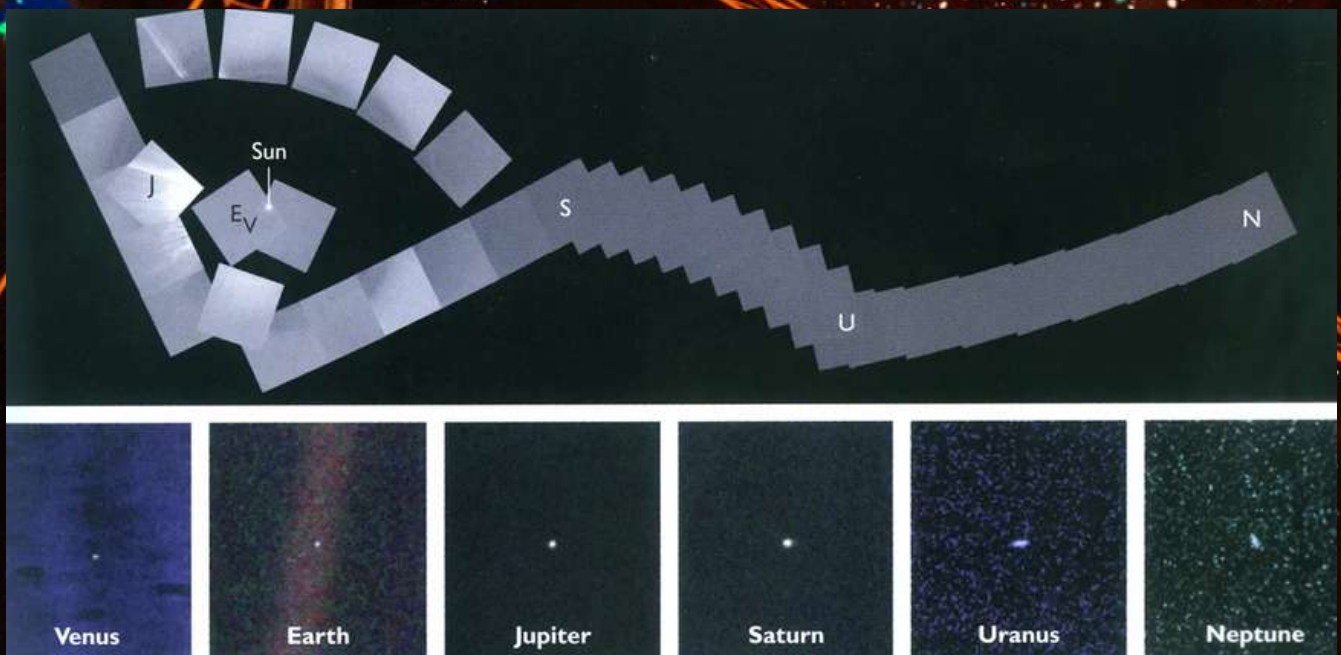 Sun
J
E
V
S
N
U
Venus
Earth
Jupiter
Saturn
Uranus
Neptune